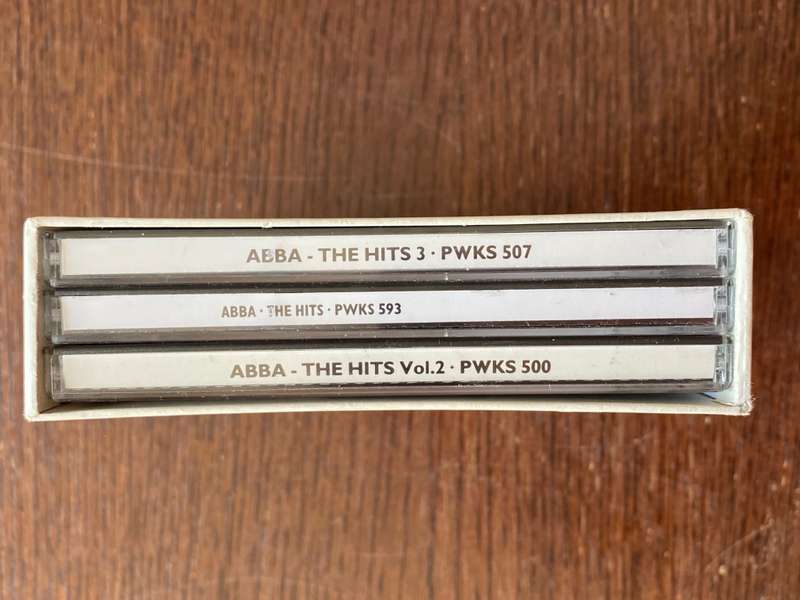 ABBA - THE HITS 3 · PWKS 507
ABBA · THE HITS · PWKS 593
ABBA - THE HITS Vol.2 · PWKS 500